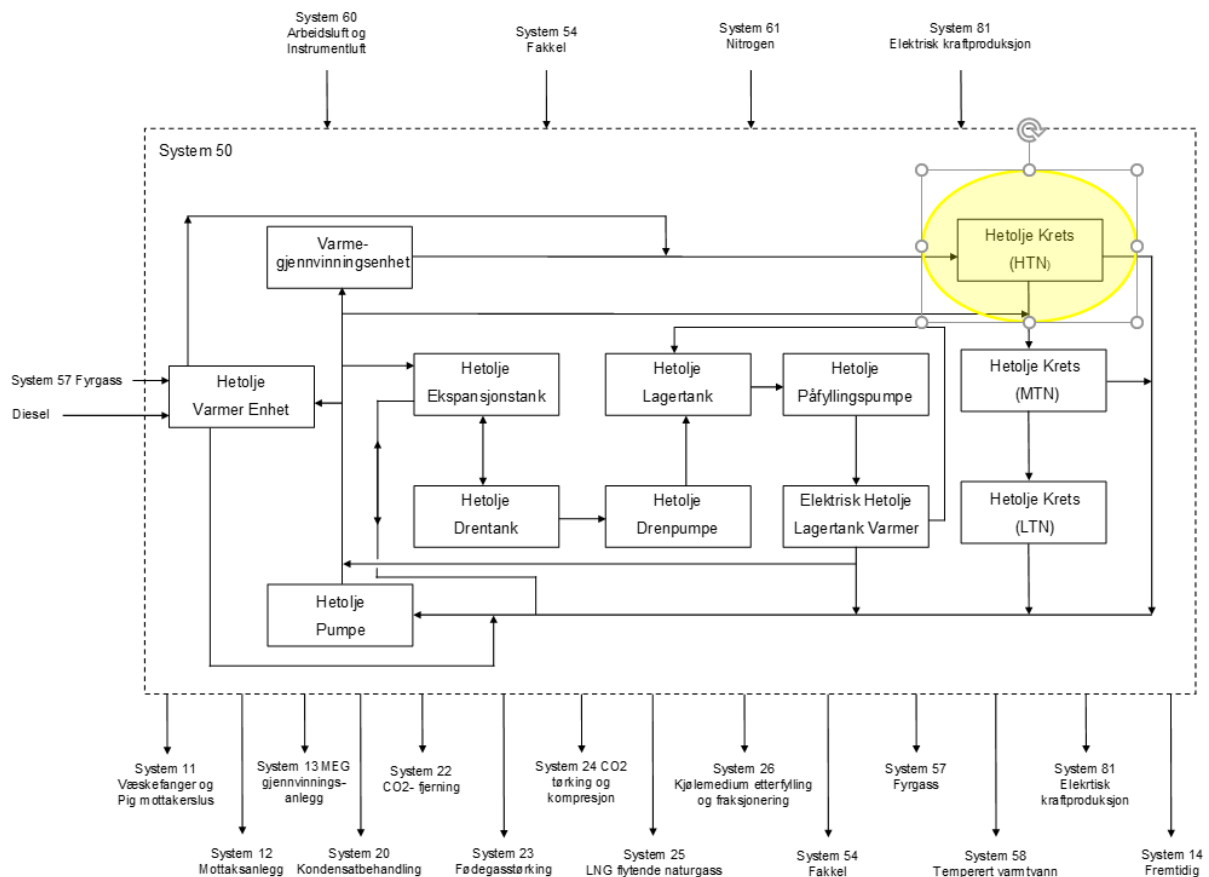 System 60
Arbeidsluft og
Instrumentluft
System 54
Fakkel
System 61
Nitrogen
System 81
Elektrisk kraftproduksjon
System 50
Varme-
gjennvinningsenhet
Hetolje Krets
(HTN)
System 57 Fyrgass
Diesel
Hetolje
Varmer Enhet
Hetolje
Ekspansjonstank
Hetolje
Lagertank
Hetolje
Påfyllingspumpe
Hetolje Krets
(MTN)
Hetolje
Drentank
Hetolje
Drenpumpe
Elektrisk Hetolje
Lagertank Varmer
Hetolje Krets
(LTN)
Hetolje
Pumpe
System 11
Væskefanger og
Pig mottakerslus
System 13 MEG
gjennvinnings-
anlegg
System 22
CO2- fjerning
System 24 CO2
tørking og
kompresjon
System 26
Kjølemedium etterfylling
og fraksjonering
System 57
Fyrgass
System 81
Elekrtisk
kraftproduksjon
System 12
Mottaksanlegg
System 20
Kondensatbehandling
System 23
Fødegasstørking
System 25
LNG flytende naturgass
System 54
Fakkel
System 58
Temperert varmtvann
System 14
Fremtidig